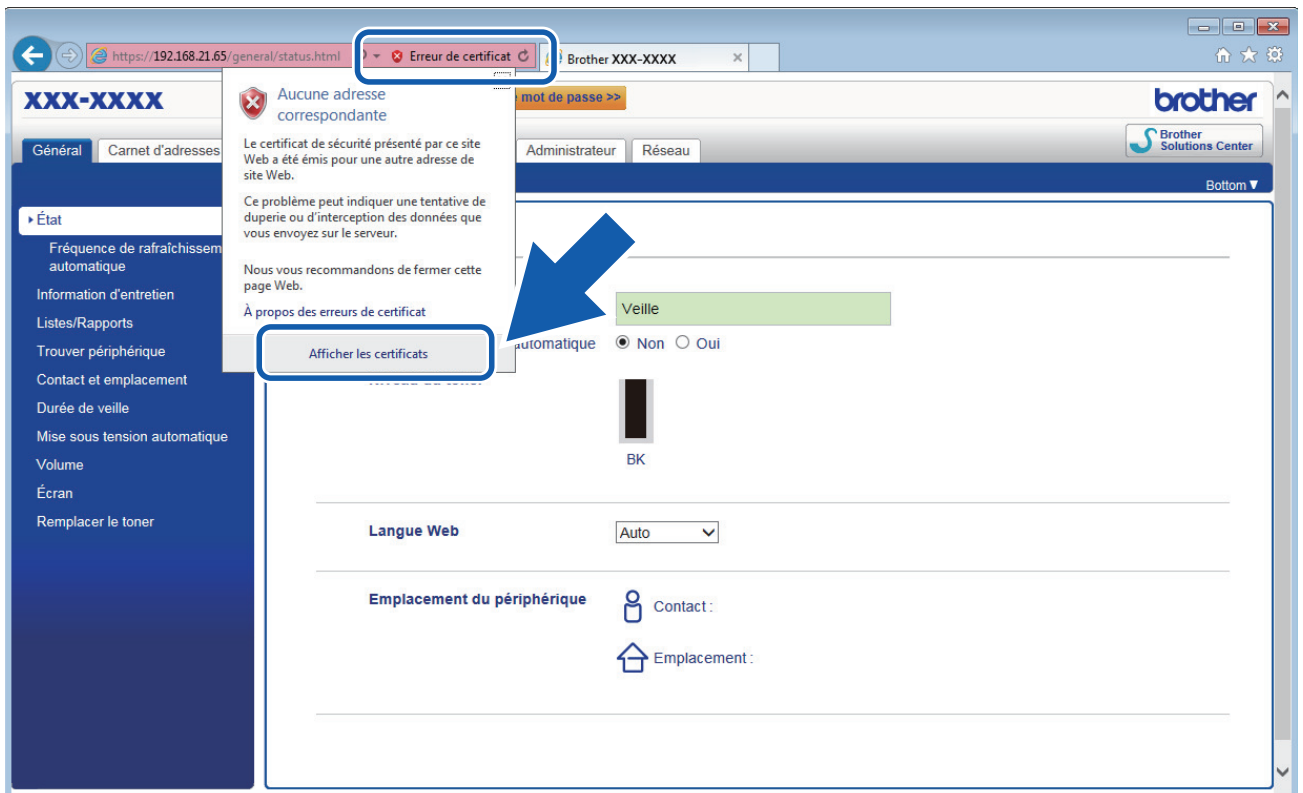 https://192.168.21.65/general/status.html
Erreur de certificat
Brother XXX-XXXX
XXX-XXXX
mot de passe >>
brother
Brother
Solutions Center
Général
Carnet d'adresses
Administrateur
Réseau
Bottom▼
Aucune adresse
correspondante
Le certificat de sécurité présenté par ce site
Web a été émis pour une autre adresse de
site Web.
Ce problème peut indiquer une tentative de
duperie ou d'interception des données que
vous envoyez sur le serveur.
Nous vous recommandons de fermer cette
page Web.
À propos des erreurs de certificat
Afficher les certificats
État
Fréquence de rafraîchissem
automatique
Information d'entretien
Listes/Rapports
Trouver périphérique
Contact et emplacement
Durée de veille
Mise sous tension automatique
Volume
Écran
Remplacer le toner
Veille
automatique
Non
Oui
BK
Langue Web
Auto
Emplacement du périphérique
Contact :
Emplacement :